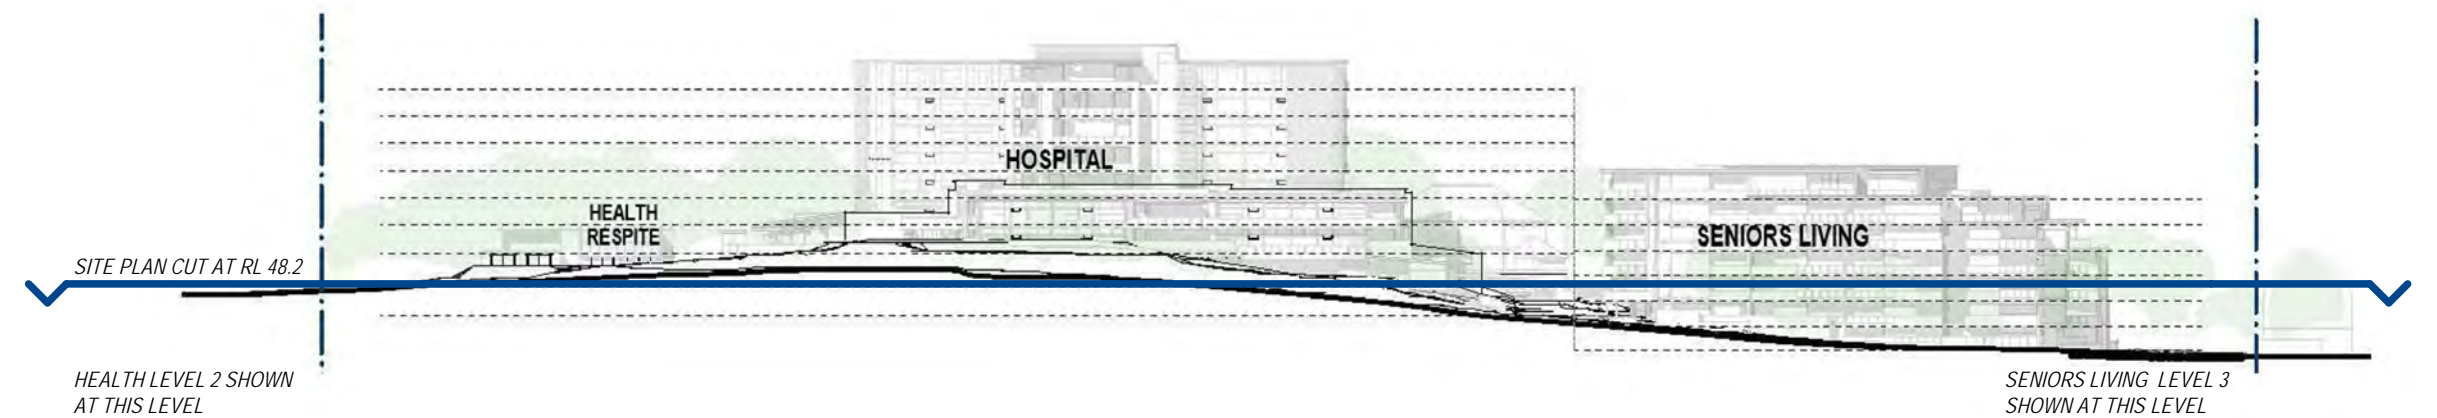 HOSPITAL
HEALTH
RESPITE
SENIORS LIVING
SITE PLAN CUT AT RL 48.2
HEALTH LEVEL 2 SHOWN
AT THIS LEVEL
SENIORS LIVING LEVEL 3
SHOWN AT THIS LEVEL